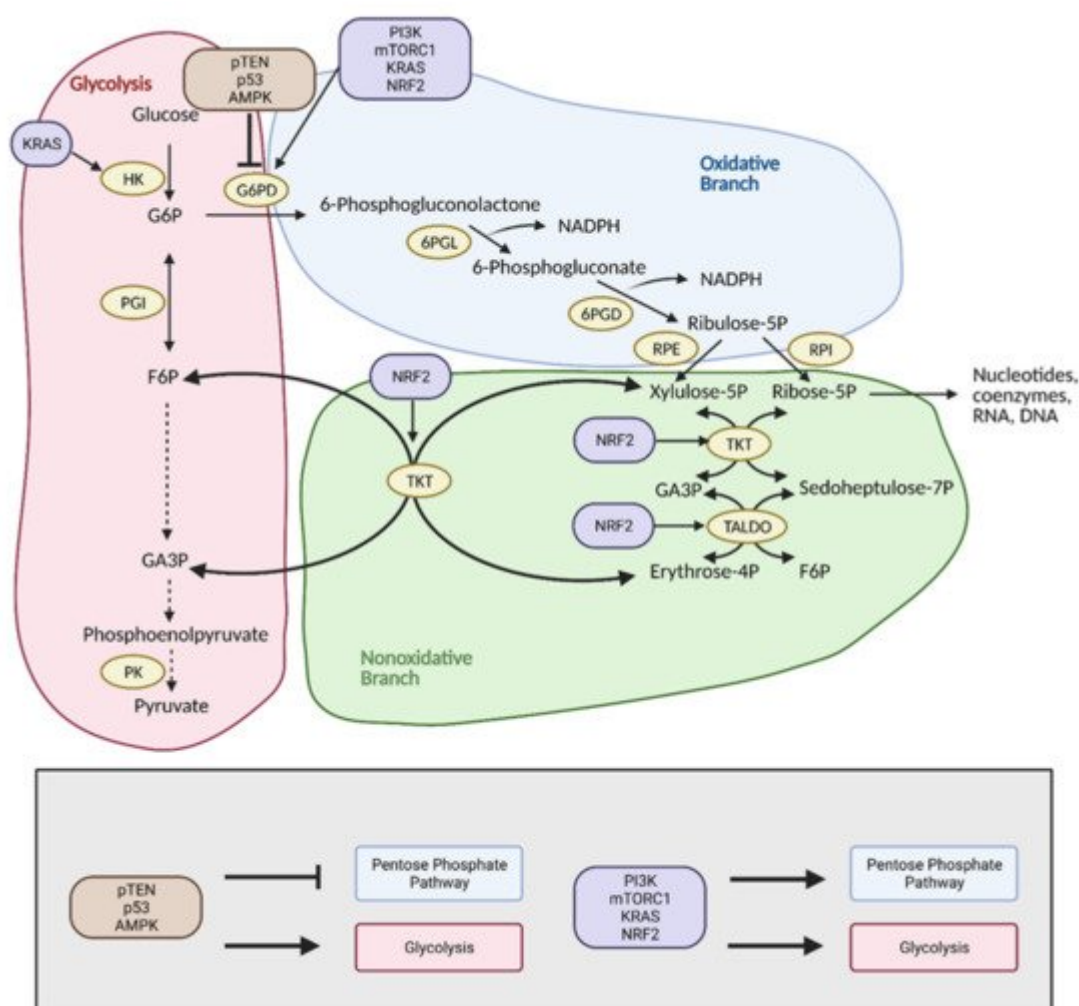 PI3K
mTORC1
KRAS
NRF2
pTEN
p53
AMPK
Glycolysis
Glucose
KRAS
HK
G6PD
G6P
Oxidative
Branch
6-Phosphogluconolactone
6PGL
NADPH
6-Phosphogluconate
NADPH
6PGD
Ribulose-5P
PGI
RPE
RPI
F6P
NRF2
Xylulose-5P
Ribose-5P
Nucleotides,
coenzymes,
RNA, DNA
NRF2
TKT
TKT
GA3P
Sedoheptulose-7P
NRF2
TALDO
GA3P
Erythrose-4P
F6P
Phosphoenolpyruvate
PK
Pyruvate
Nonoxidative
Branch
pTEN
p53
AMPK
Pentose Phosphate
Pathway
Glycolysis
PI3K
mTORC1
KRAS
NRF2
Pentose Phosphate
Pathway
Glycolysis